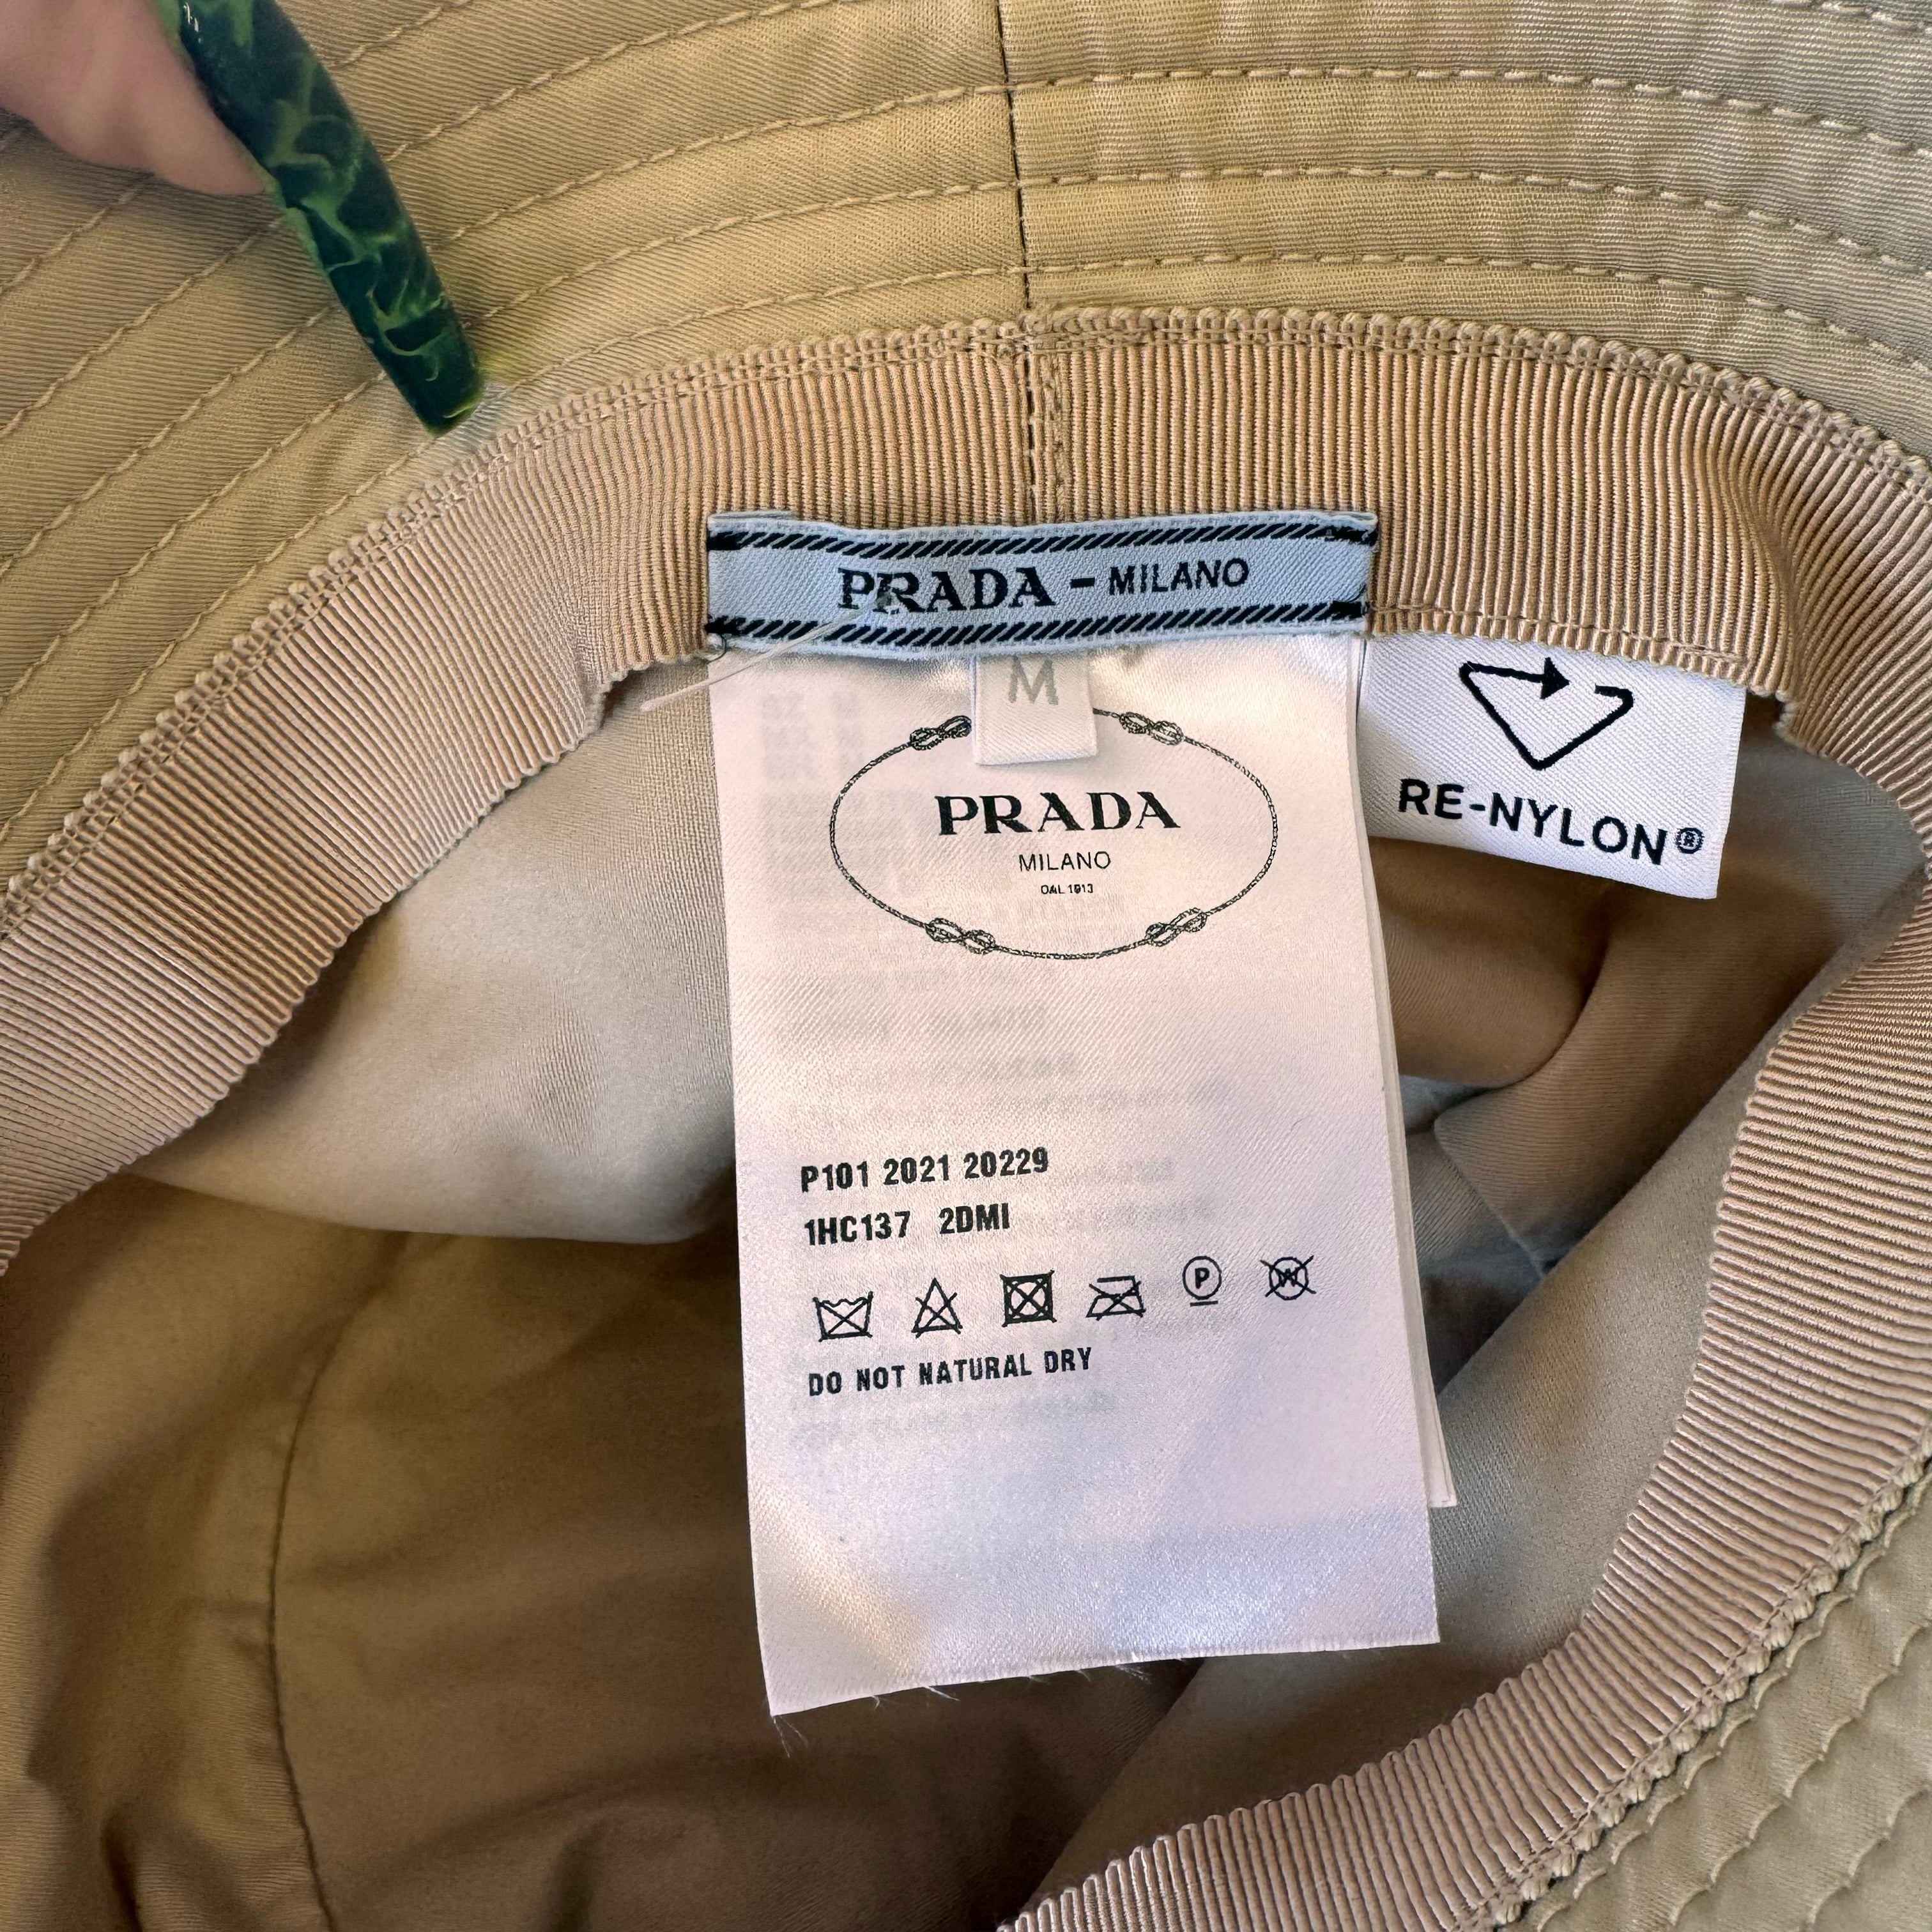 PRADA - MILANO
M
PRADA
MILANO
DAL 1913
RE-NYLON®
P101 2021 20229
1HC137 2DMI
P
W
DO NOT NATURAL DRY